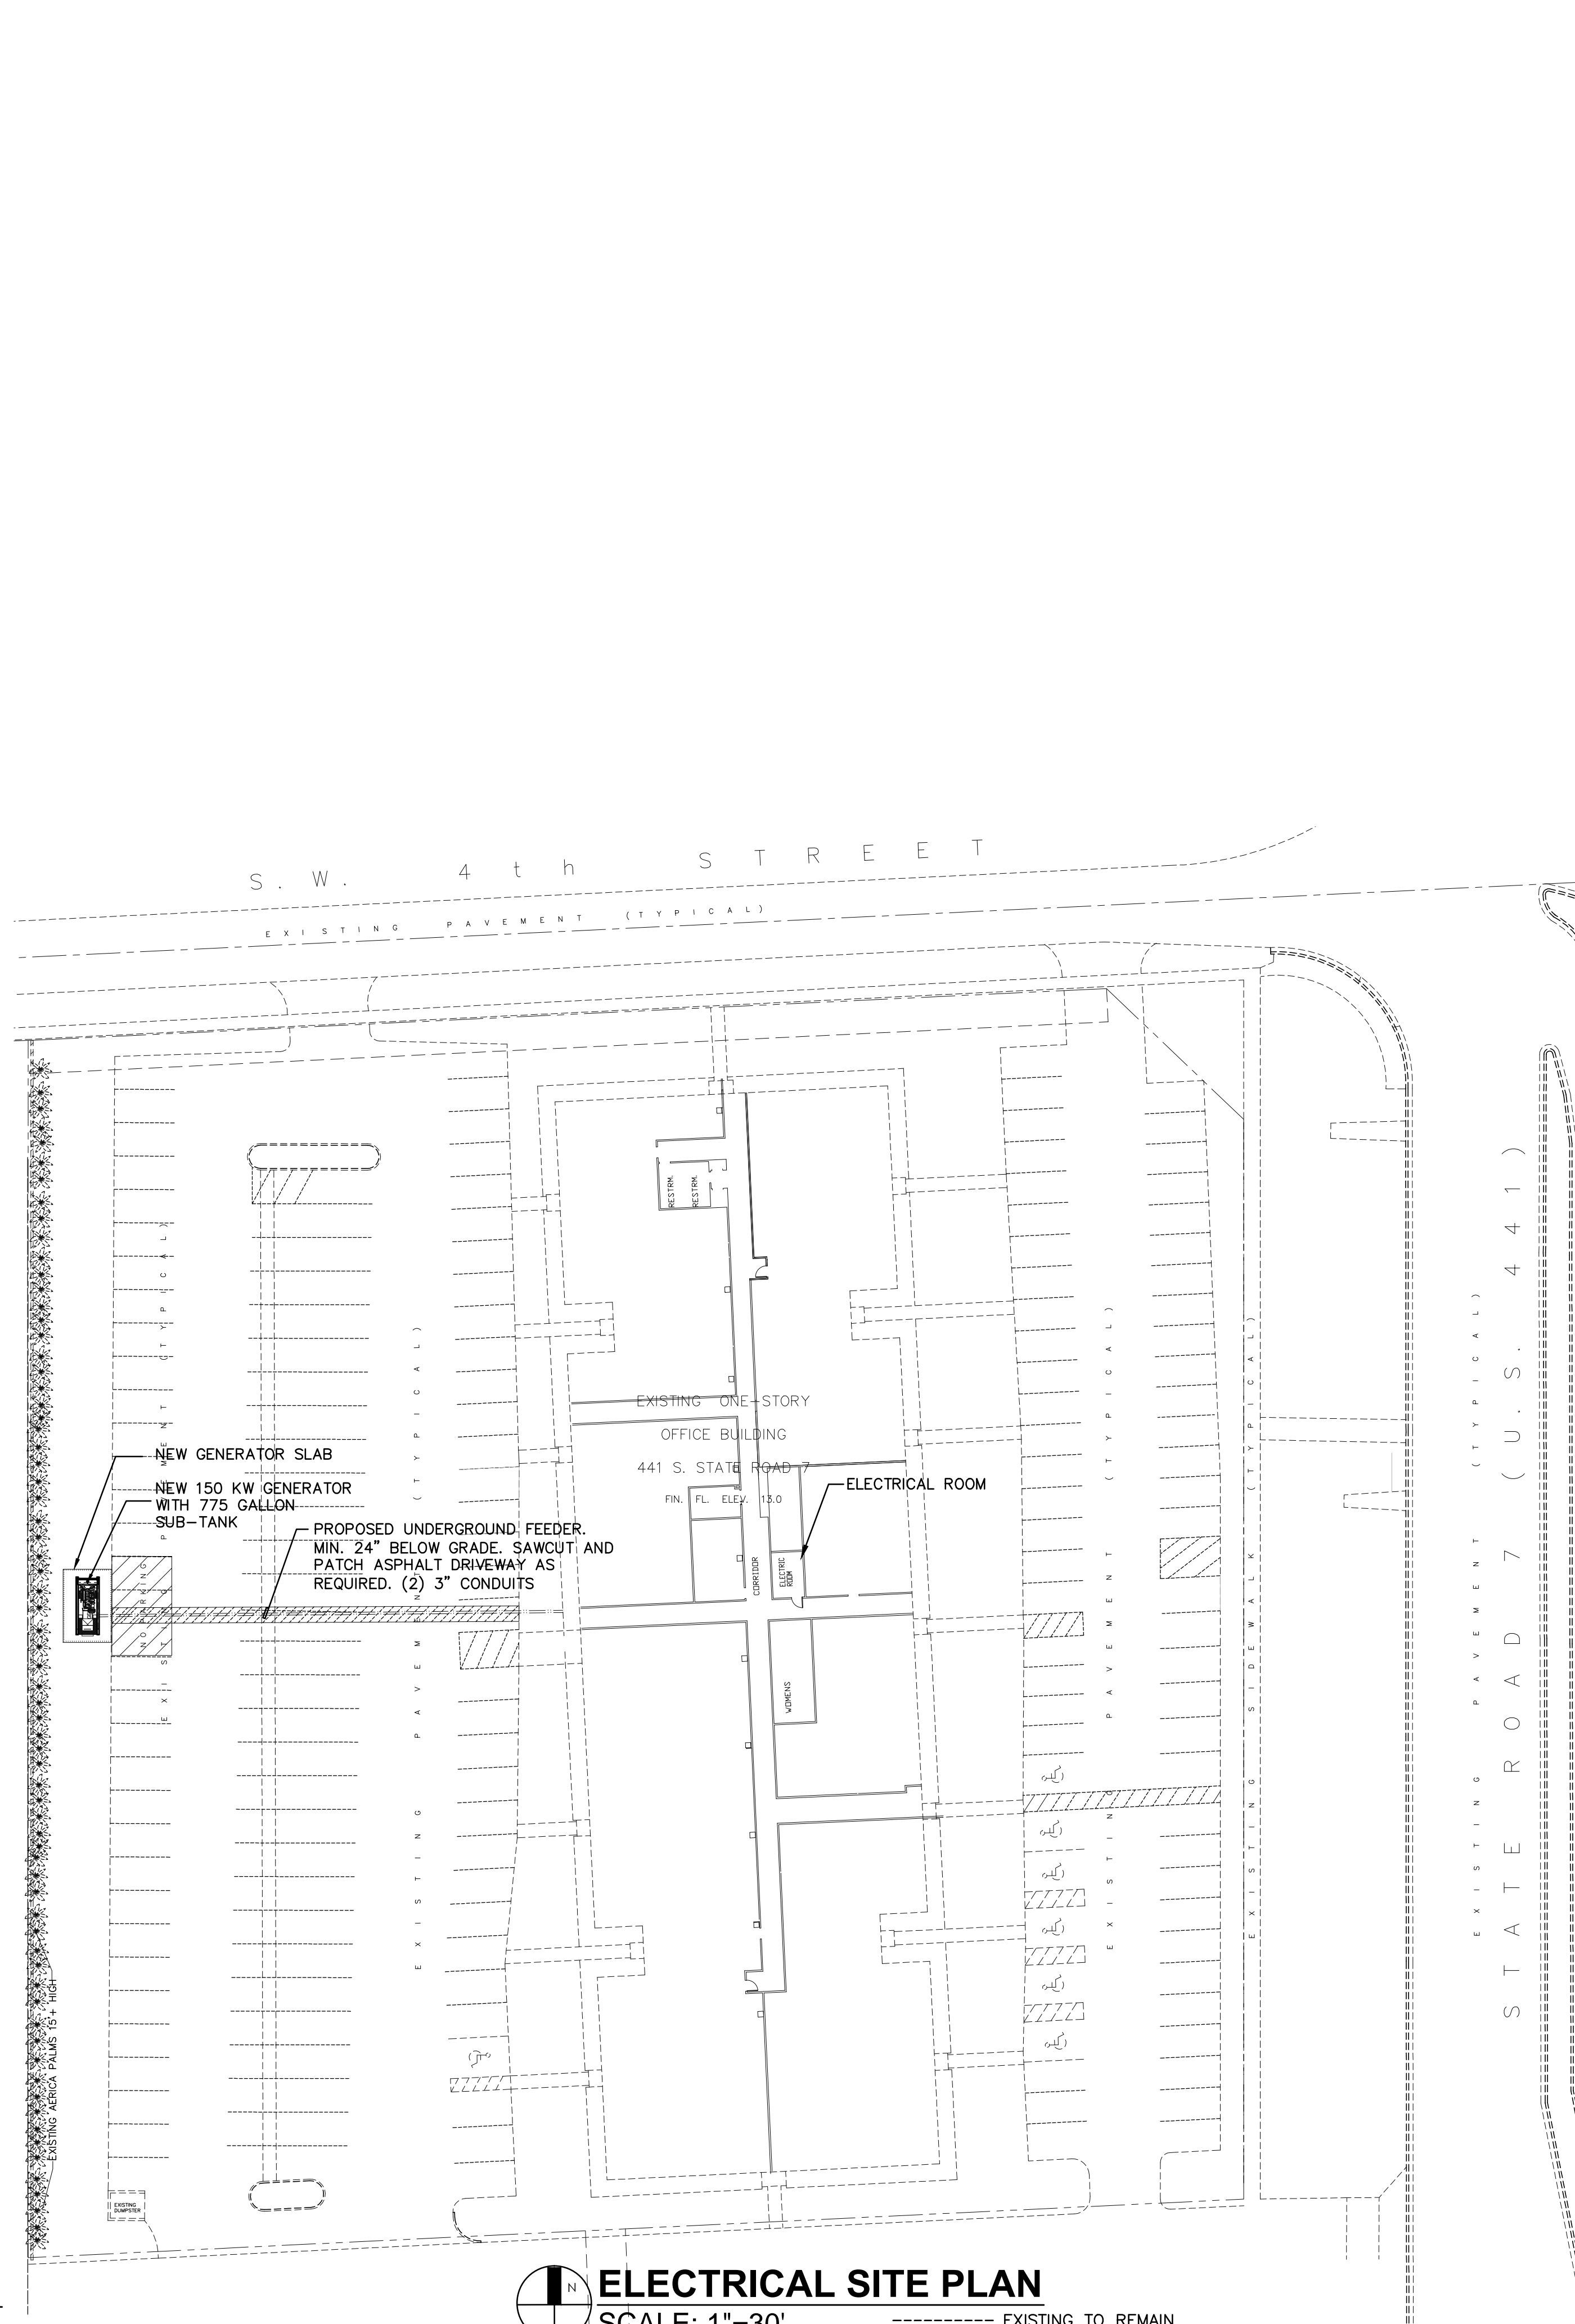 S. W. 4th STREET
EXISTING PAVEMENT (TYPICAL)
STATE ROAD 7 (U.S. 441)
EXISTING PAVEMENT (TYPICAL)
EXISTING SIDEWALK (TYPICAL)
EXISTING PAVEMENT (TYPICAL)
EXISTING PAVEMENT (TYPICAL)
EXISTING PAVEMENT (TYPICAL)
RESTRM.
RESTRM.
EXISTING ONE-STORY
OFFICE BUILDING
441 S. STATE ROAD 7
FIN. FL. ELEV. 13.0
NEW GENERATOR SLAB
NEW 150 KW GENERATOR
WITH 775 GALLON
SUB-TANK
PROPOSED UNDERGROUND FEEDER.
MIN. 24" BELOW GRADE. SAWCUT AND
PATCH ASPHALT DRIVEWAY AS
REQUIRED. (2) 3" CONDUITS
ELECTRICAL ROOM
NO PARKING
CORRIDOR
ELECTRIC
ROOM
WOMENS
EXISTING AERICA PALMS 15'+ HIGH
EXISTING
DUMPSTER
N
ELECTRICAL SITE PLAN
SCALE: 1"=30'
EXISTING TO REMAIN